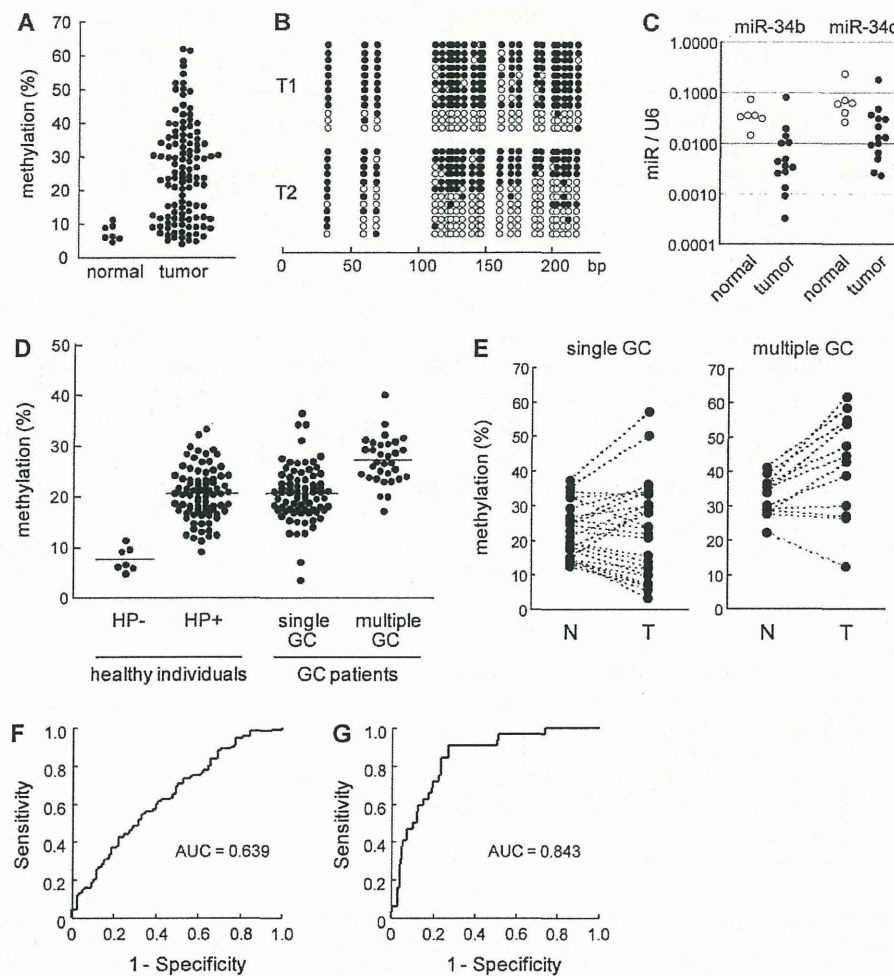 A
methylation (%)
70
60
50
40
30
20
10
0
normal tumor
B
T1
T2
0 50 100 150 200 bp
C
miR-34b miR-34c
miR / U6
1.0000
0.1000
0.0100
0.0010
0.0001
normal tumor normal tumor
D
methylation (%)
50
40
30
20
10
0
HP- HP+ single GC multiple GC
healthy individuals GC patients
E
single GC multiple GC
methylation (%)
70
60
50
40
30
20
10
0
N T
70
60
50
40
30
20
10
0
N T
F
Sensitivity
1.0
0.8
0.6
0.4
0.2
0
AUC = 0.639
0 0.2 0.4 0.6 0.8 1.0
1 - Specificity
G
Sensitivity
1.0
0.8
0.6
0.4
0.2
0
AUC = 0.843
0 0.2 0.4 0.6 0.8 1.0
1 - Specificity